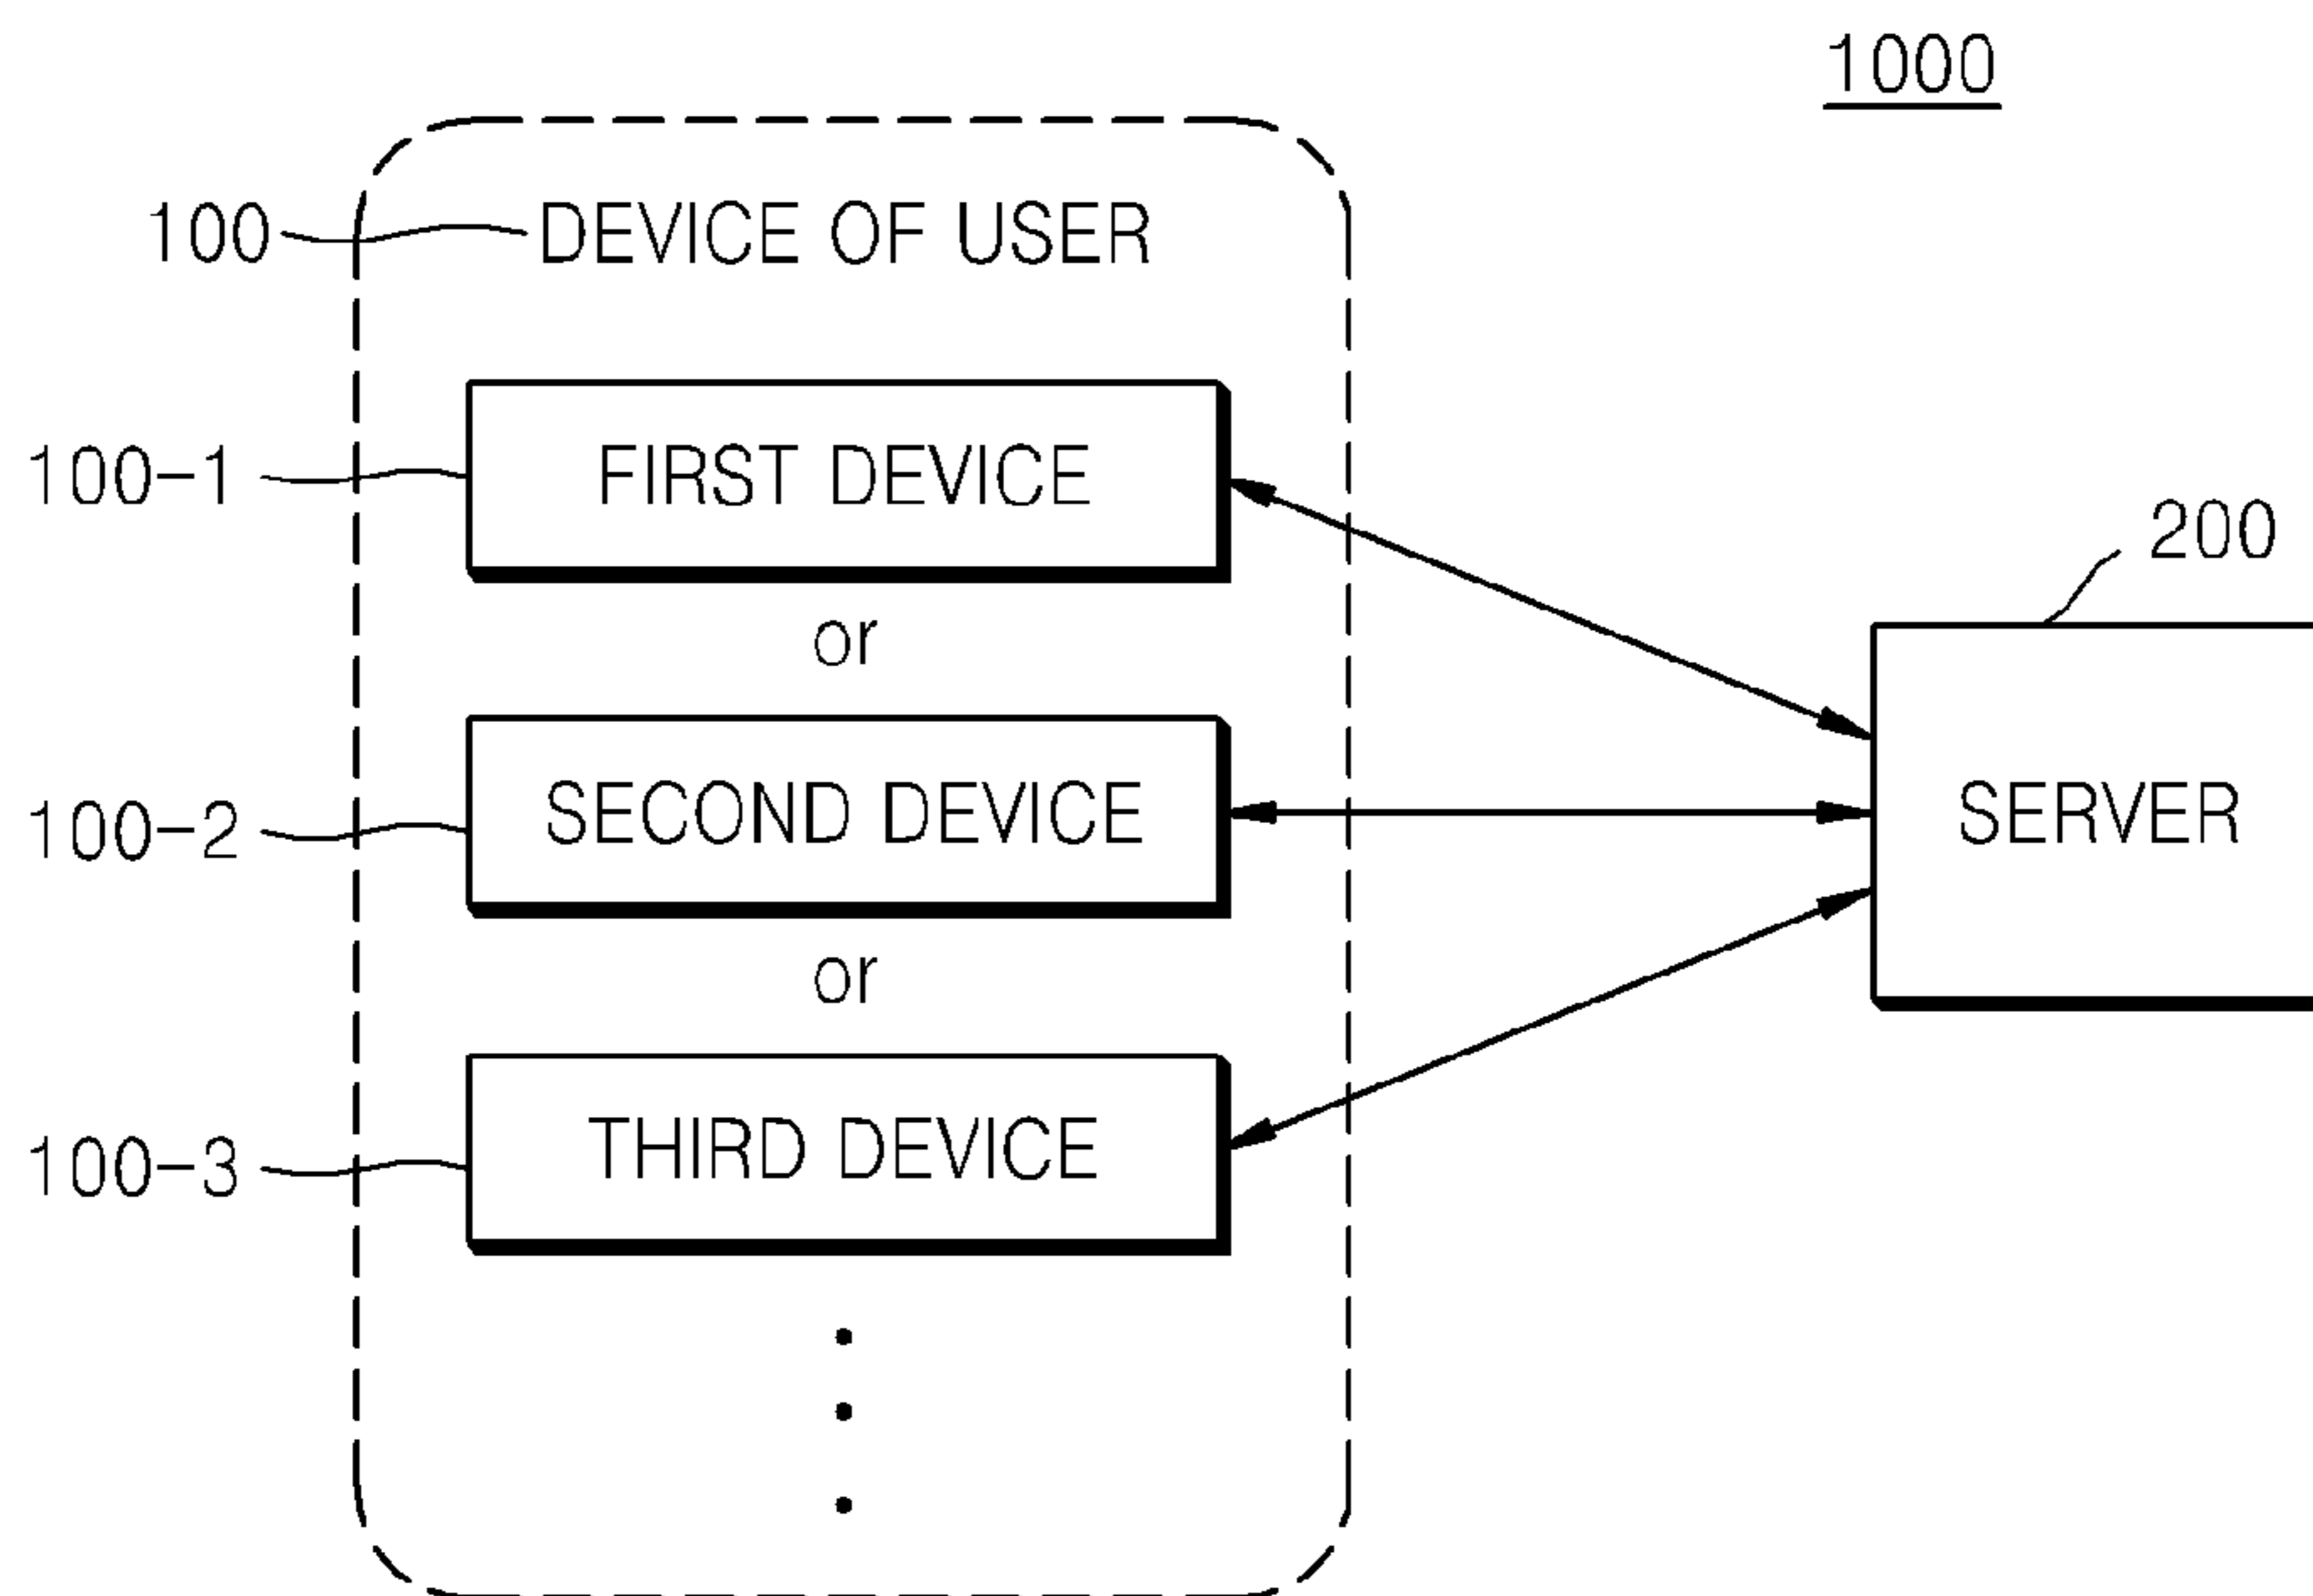 1000
100 DEVICE OF USER
100-1 FIRST DEVICE
or
200
100-2 SECOND DEVICE
SERVER
or
100-3 THIRD DEVICE